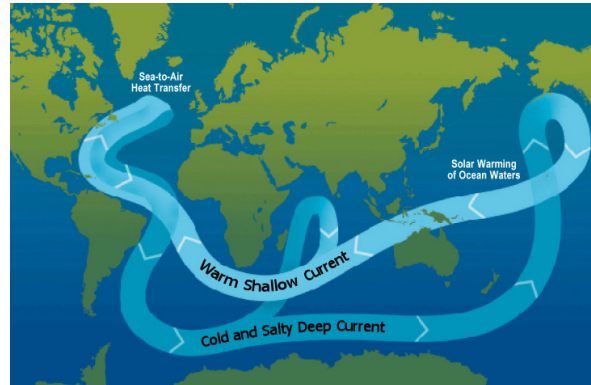 Sea-to-Air
Heat Transfer
Solar Warming
of Ocean Waters
Warm Shallow Current
Cold and Salty Deep Current